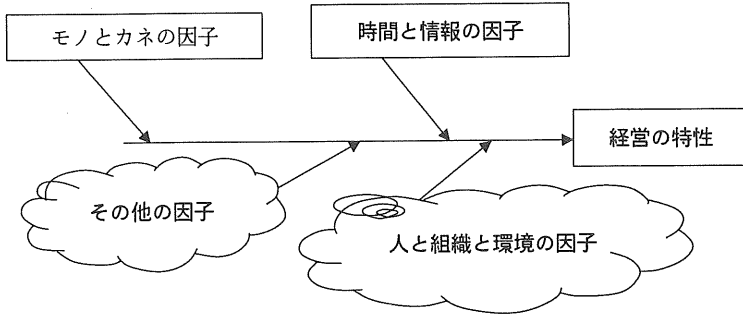 モノとカネの因子
時間と情報の因子
経営の特性
その他の因子
人と組織と環境の因子